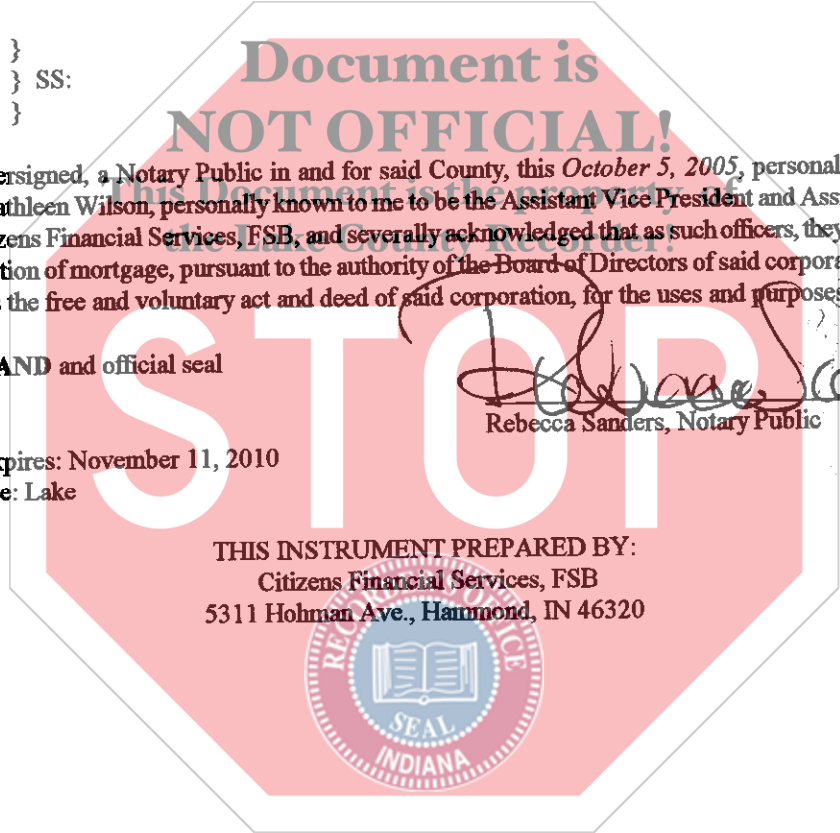 }
} SS:
}
Document is
NOT OFFICIAL!
This Document is the property of
the Lake County Recorder!
STOP
ersigned, a Notary Public in and for said County, this October 5, 2005, personal
athleen Wilson, personally known to me to be the Assistant Vice President and Ass
zens Financial Services, FSB, and severally acknowledged that as such officers, they
tion of mortgage, pursuant to the authority of the Board of Directors of said corpora
s the free and voluntary act and deed of said corporation, for the uses and purposes
AND and official seal
Rebecca Sanders, Notary Public
xpires: November 11, 2010
e: Lake
THIS INSTRUMENT PREPARED BY:
Citizens Financial Services, FSB
5311 Hohman Ave., Hammond, IN 46320
RECORDER'S OFFICE
SEAL
INDIANA